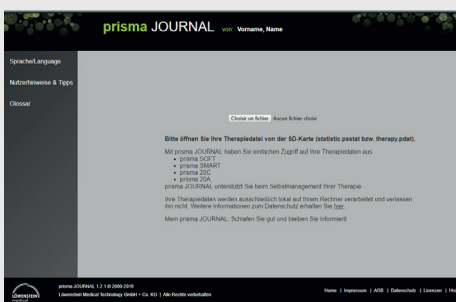 prisma JOURNAL von: Vorname, Name
Sprache/Language
Nutzerhinweise & Tipps
Glossar
Choisir un fichier Aucun fichier choisi
Bitte öffnen Sie Ihre Therapiedatei von der SD-Karte (statistic.psstat bzw. therapy.pdat).
Mit prisma JOURNAL haben Sie einfachen Zugriff auf Ihre Therapiedaten aus
• prisma SOFT
• prisma SMART
• prisma 20C
• prisma 20A
prisma JOURNAL unterstützt Sie beim Selbstmanagement Ihrer Therapie.
Ihre Therapiedaten werden ausschließlich lokal auf Ihrem Rechner verarbeitet und verlassen
ihn nicht. Weitere Informationen zum Datenschutz erhalten Sie hier.
Mein prisma JOURNAL: Schlafen Sie gut und bleiben Sie informiert!
LÖWENSTEIN
medical
prisma JOURNAL 1.2.1 © 2000-2019
Löwenstein Medical Technology GmbH + Co. KG | Alle Rechte vorbehalten
Home | Impressum | AGB | Datenschutz | Lizenzen |